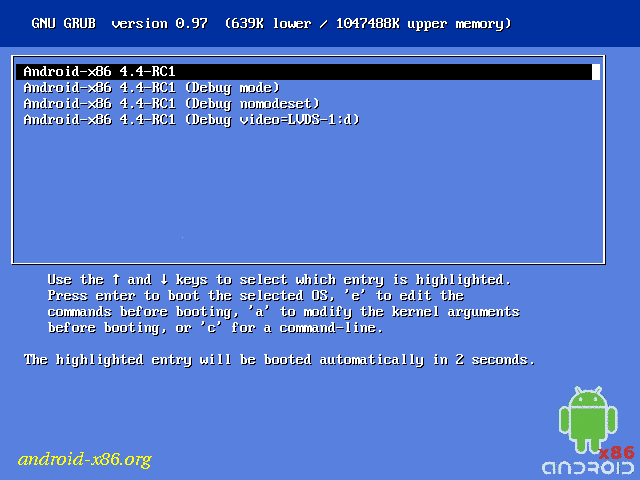 GNU GRUB  version 0.97  (639K lower / 1047488K upper memory)
Android-x86 4.4-RC1
Android-x86 4.4-RC1 (Debug mode)
Android-x86 4.4-RC1 (Debug nomodeset)
Android-x86 4.4-RC1 (Debug video=LVDS-1:d)
Use the ↑ and ↓ keys to select which entry is highlighted.
Press enter to boot the selected OS, 'e' to edit the
commands before booting, 'a' to modify the kernel arguments
before booting, or 'c' for a command-line.
The highlighted entry will be booted automatically in 2 seconds.
x86
android-x86.org
ANDROID